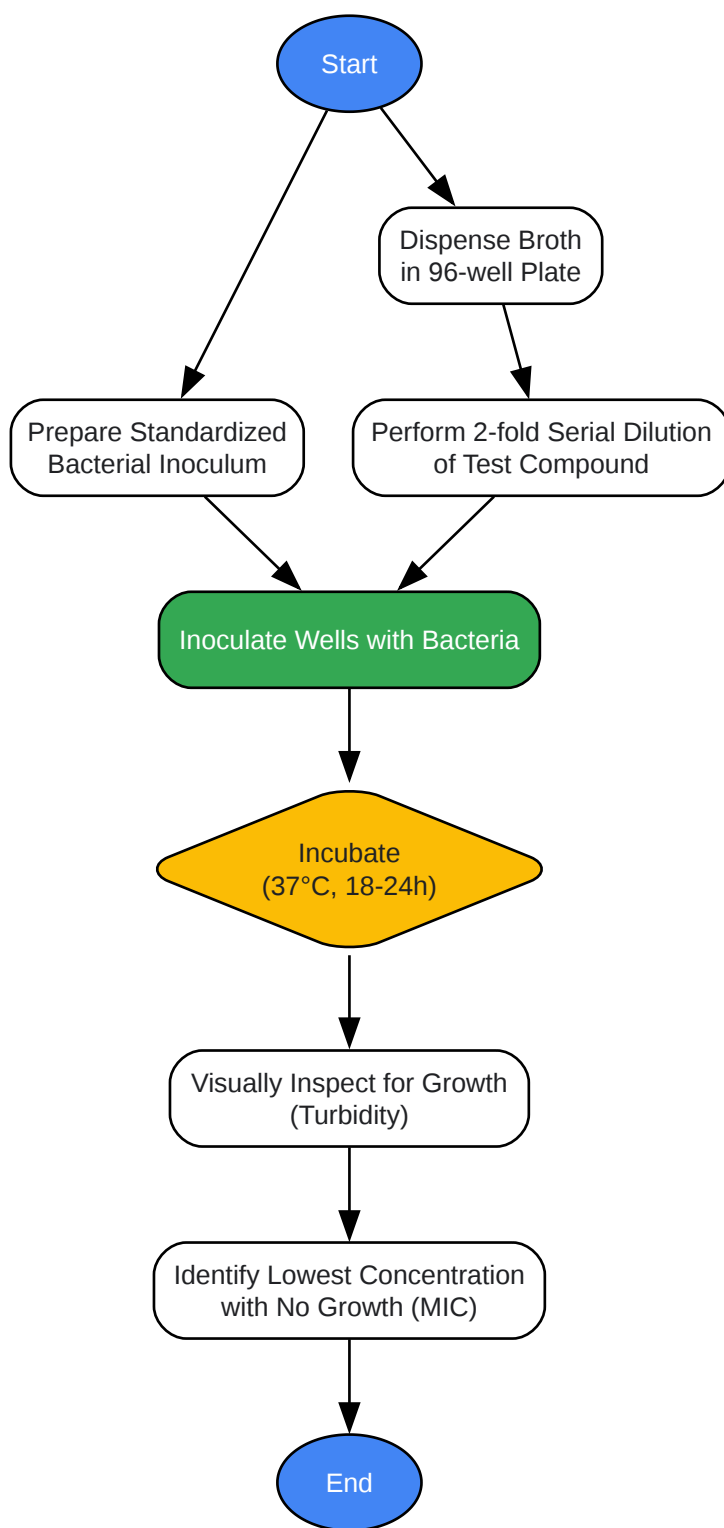 Start
Dispense Broth
in 96-well Plate
Prepare Standardized
Bacterial Inoculum
Perform 2-fold Serial Dilution
of Test Compound
Inoculate Wells with Bacteria
Incubate
(37°C, 18-24h)
Visually Inspect for Growth
(Turbidity)
Identify Lowest Concentration
with No Growth (MIC)
End